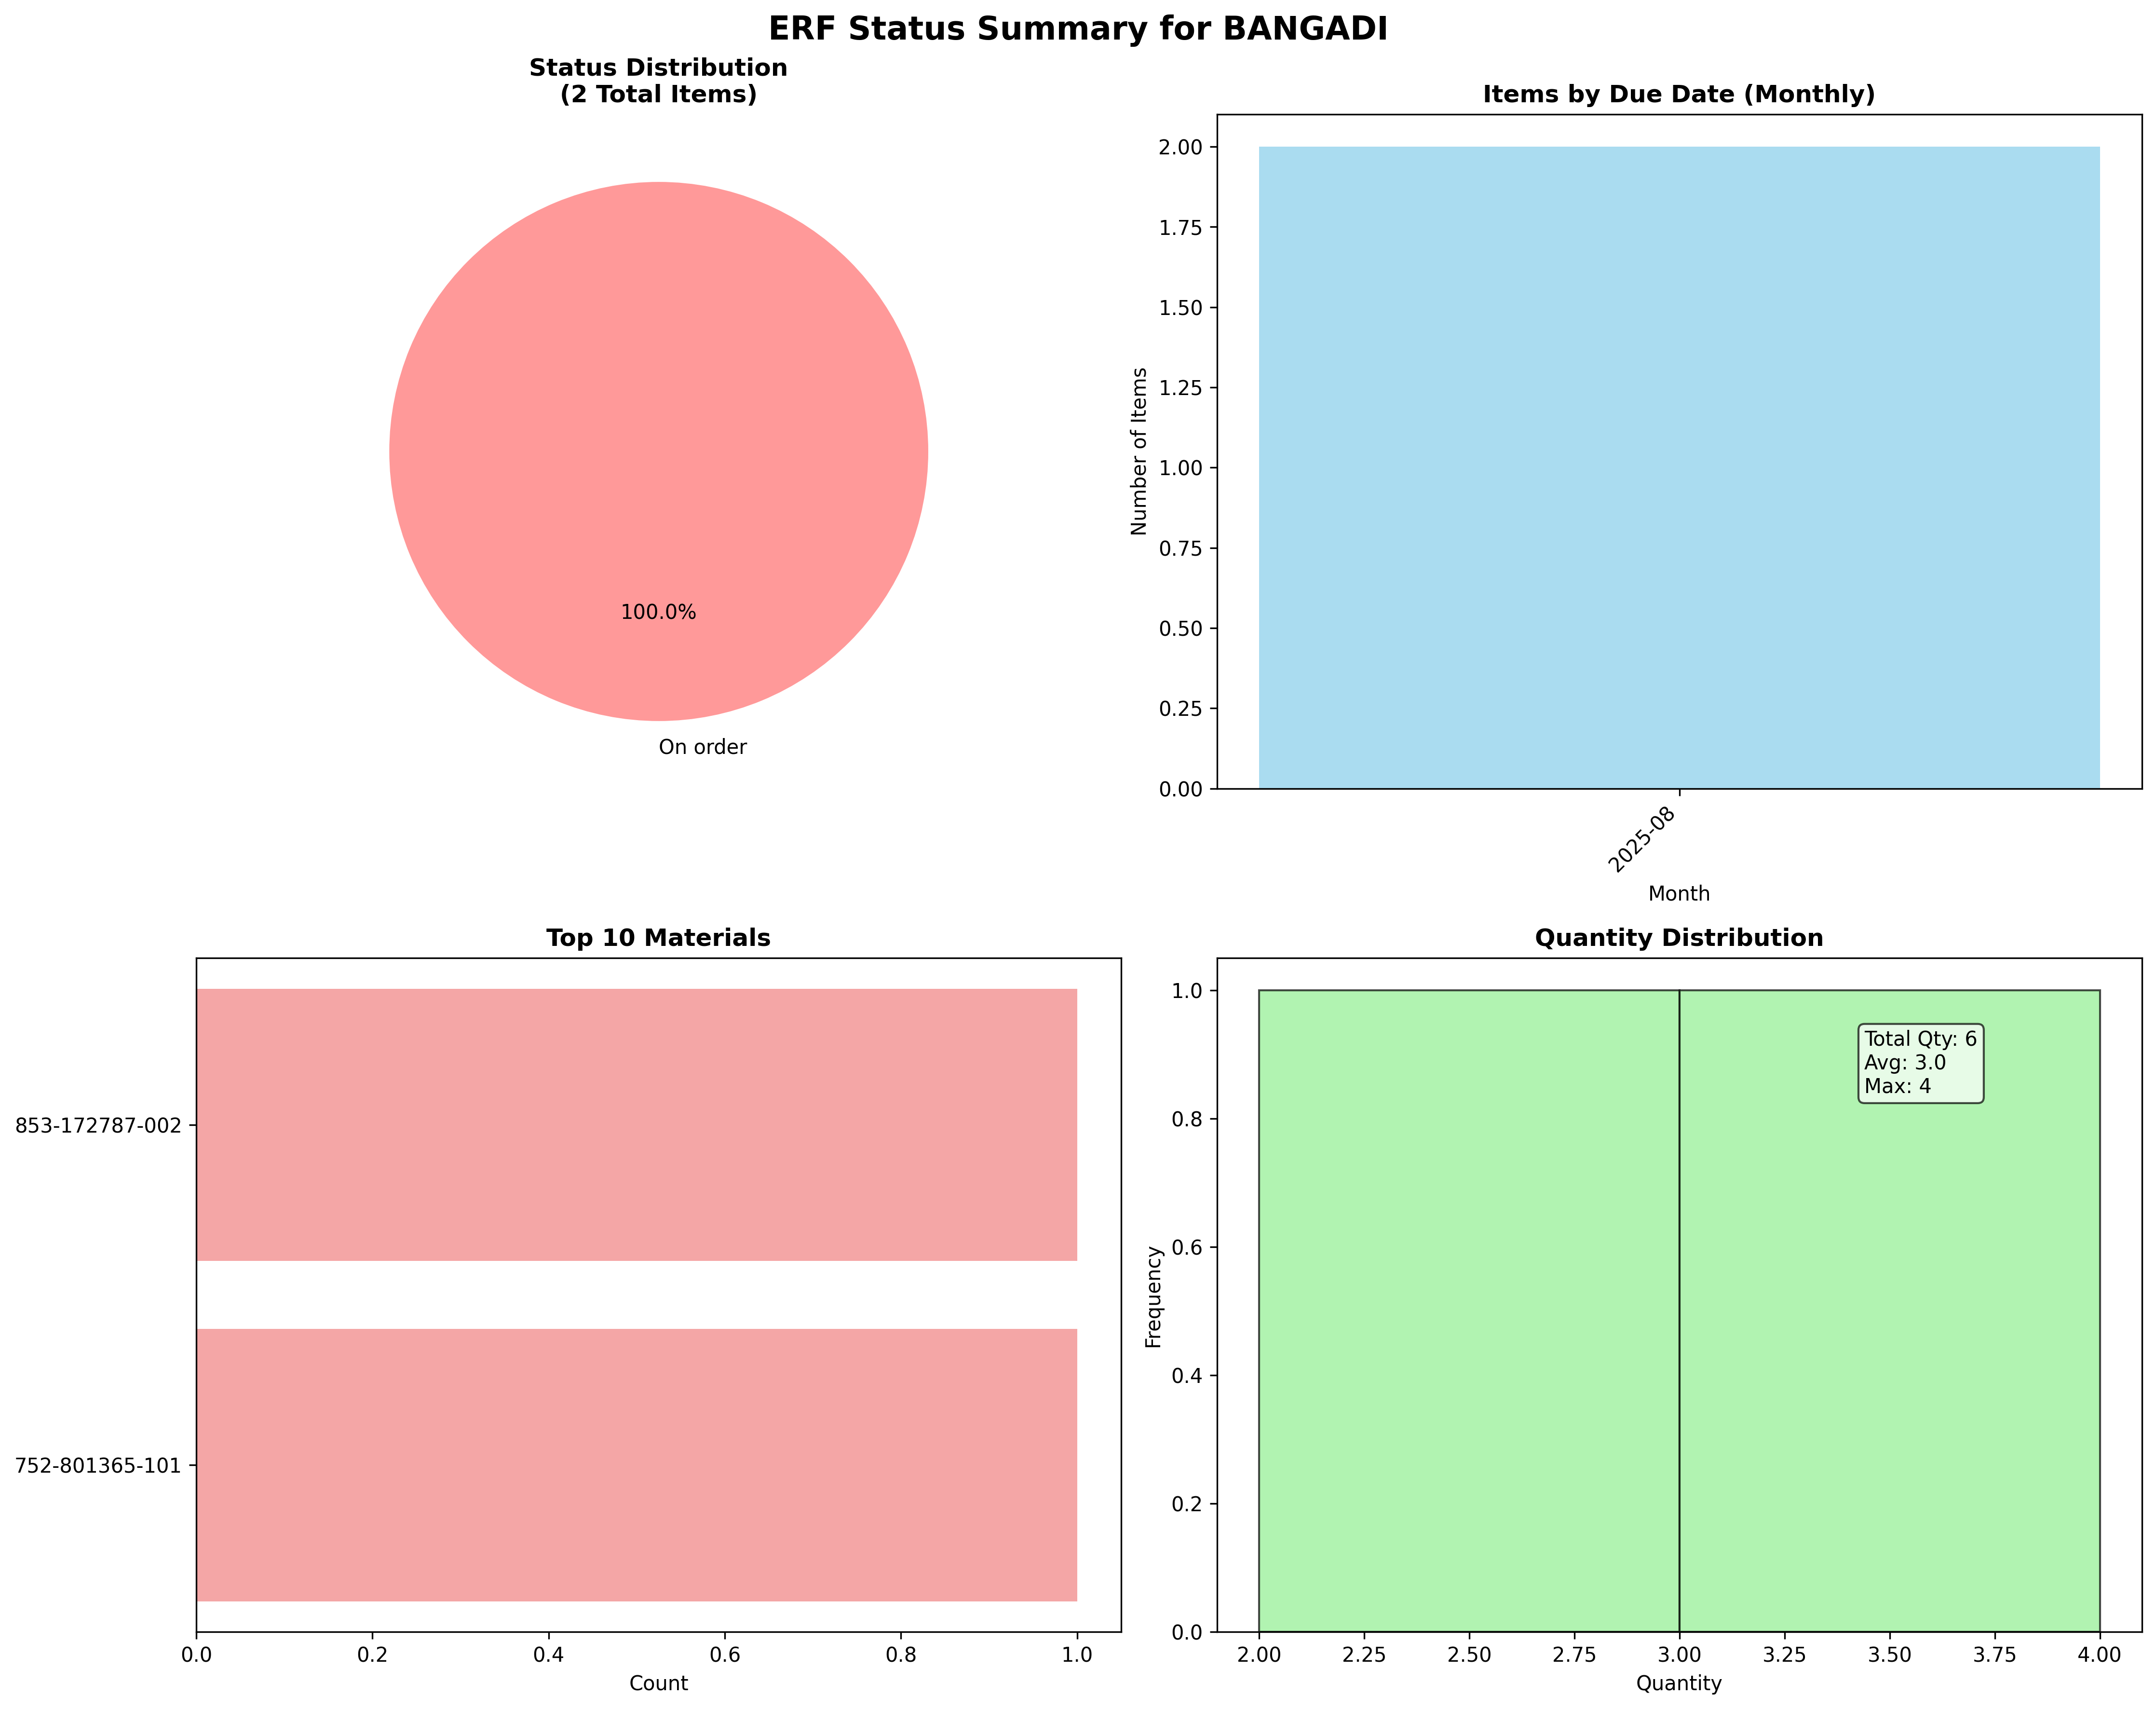 ERF Status Summary for BANGADI
Status Distribution
(2 Total Items)
100.0%
On order
Items by Due Date (Monthly)
Number of Items
2.00
1.75
1.50
1.25
1.00
0.75
0.50
0.25
0.00
2025-08
Month
Top 10 Materials
853-172787-002
752-801365-101
0.0 0.2 0.4 0.6 0.8 1.0
Count
Quantity Distribution
Frequency
1.0
0.8
0.6
0.4
0.2
0.0
Total Qty: 6
Avg: 3.0
Max: 4
2.00 2.25 2.50 2.75 3.00 3.25 3.50 3.75 4.00
Quantity